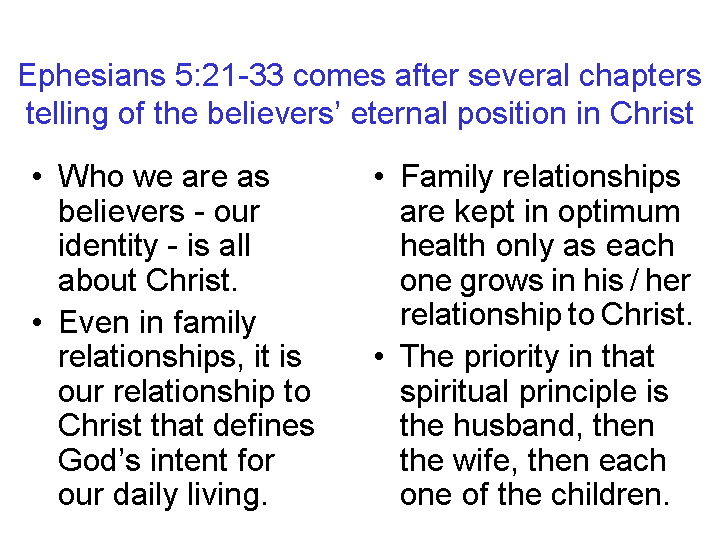 Ephesians 5:21-33 comes after several chapters
telling of the believers’ eternal position in Christ
• Who we are as
believers - our
identity - is all
about Christ.
• Even in family
relationships, it is
our relationship to
Christ that defines
God’s intent for
our daily living.
• Family relationships
are kept in optimum
health only as each
one grows in his / her
relationship to Christ.
• The priority in that
spiritual principle is
the husband, then
the wife, then each
one of the children.